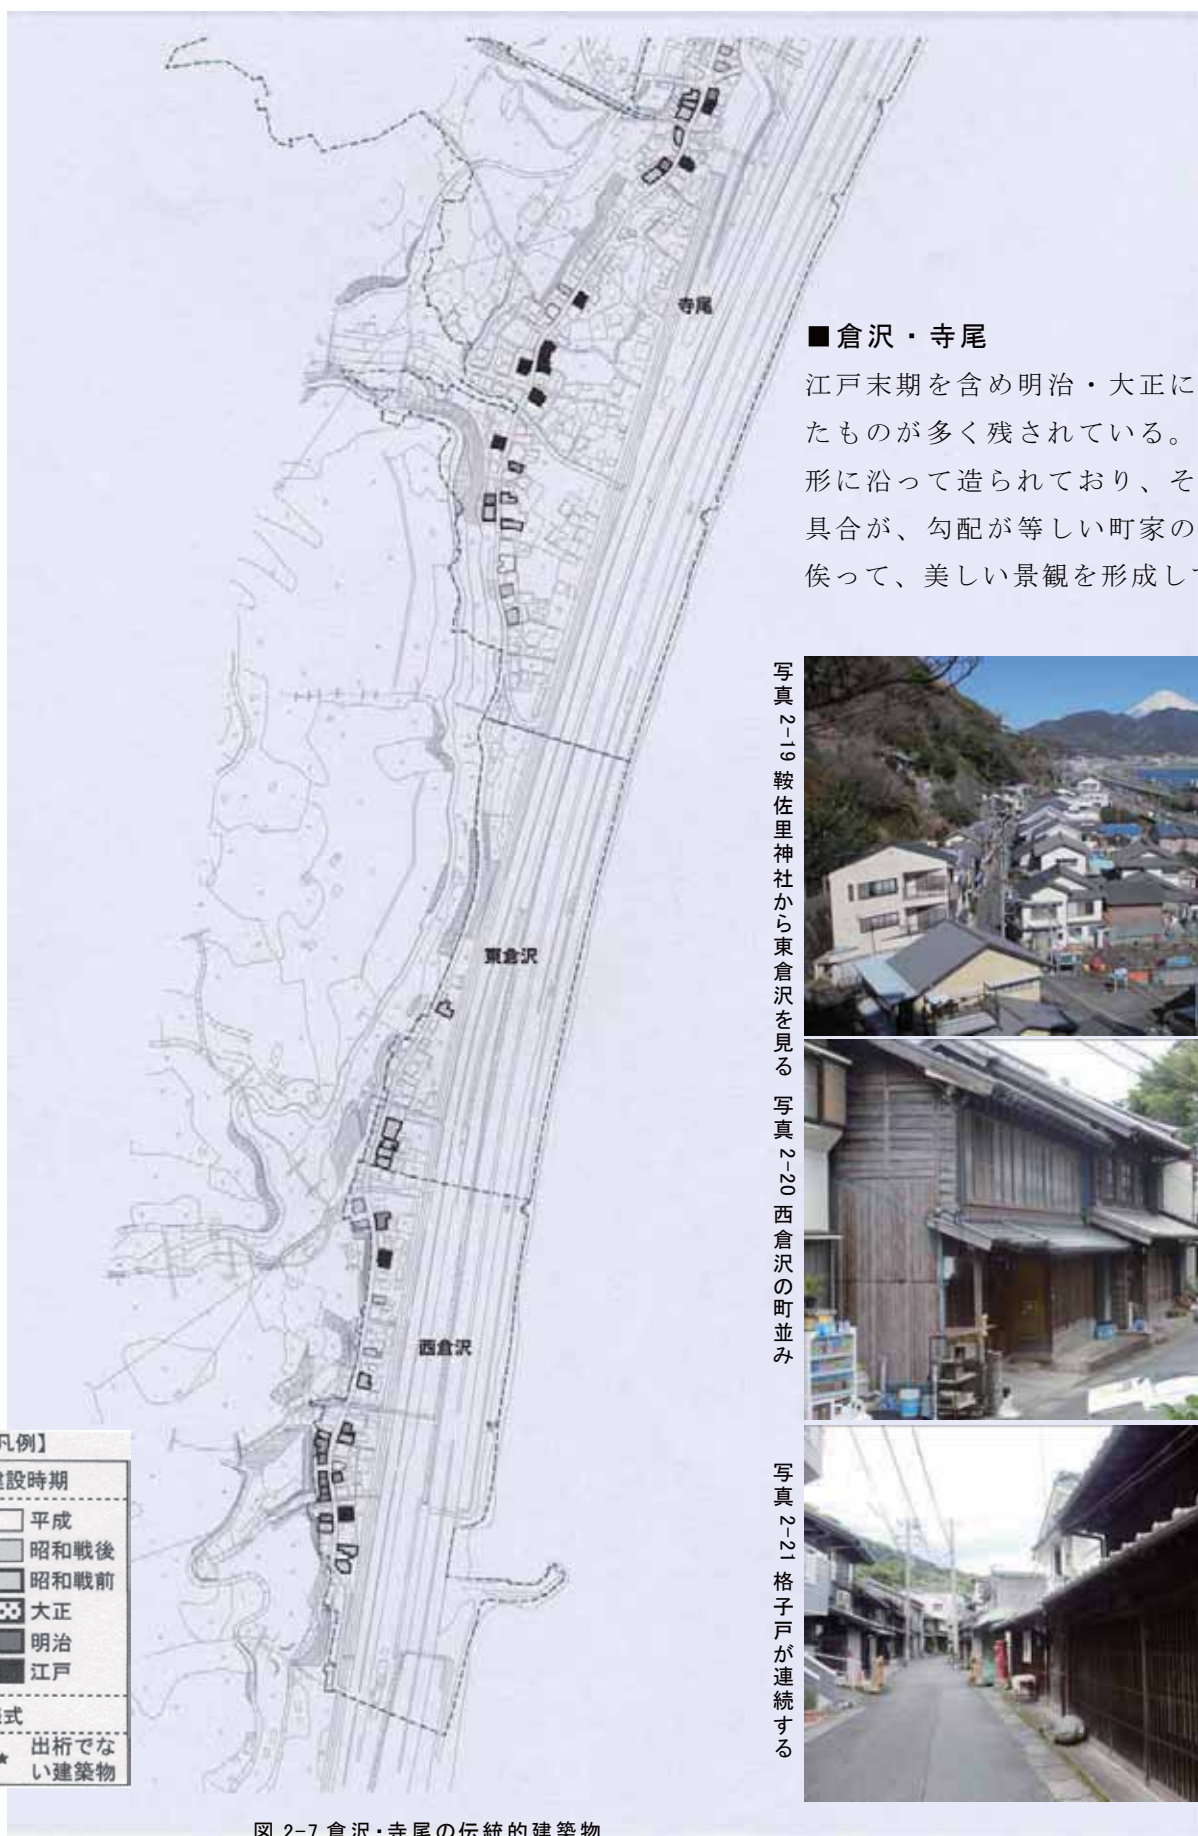 寺尾
■倉沢・寺尾
江戸末期を含め明治・大正に
たものが多く残されている。
形に沿って造られており、そ
具合が、勾配が等しい町家の
俟って、美しい景観を形成して
写真 2-19 鞍佐里神社から東倉沢を見る
写真 2-20 西倉沢の町並み
写真 2-21 格子戸が連続する
東倉沢
西倉沢
凡例】
建設時期
平成
昭和戦後
昭和戦前
大正
明治
江戸
式
★ 出桁でな
い建築物
図 2-7 倉沢・寺尾の伝統的建築物